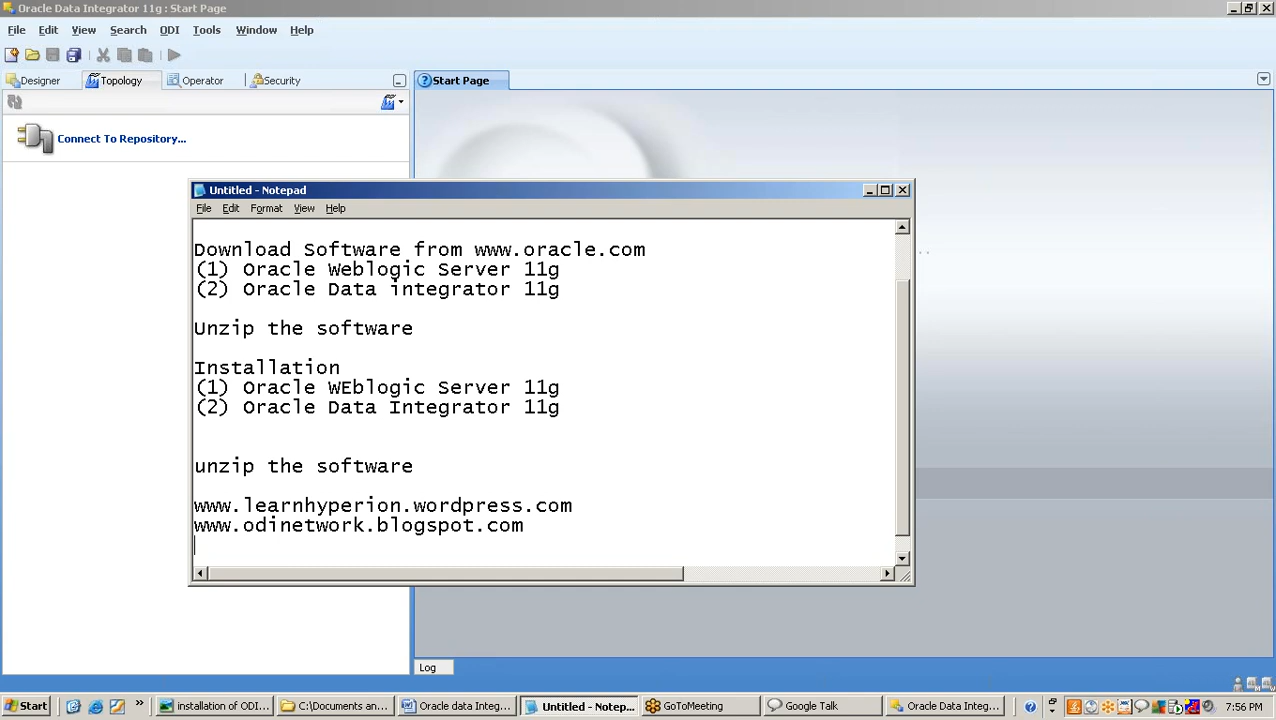 Oracle Data Integrator 11g : Start Page
File Edit View Search ODI Tools Window Help
Designer Topology Operator Security Start Page
Connect To Repository...
Untitled - Notepad
File Edit Format View Help
Download Software from www.oracle.com
(1) Oracle Weblogic Server 11g
(2) Oracle Data integrator 11g
Unzip the software
Installation
(1) Oracle WEblogic Server 11g
(2) Oracle Data Integrator 11g
unzip the software
www.learnhyperion.wordpress.com
www.odinetwork.blogspot.com
Log
Start installation of ODI... C:\Documents an... Oracle data Integ... Untitled - Notep... GoToMeeting Google Talk Oracle Data Integ... 7:56 PM